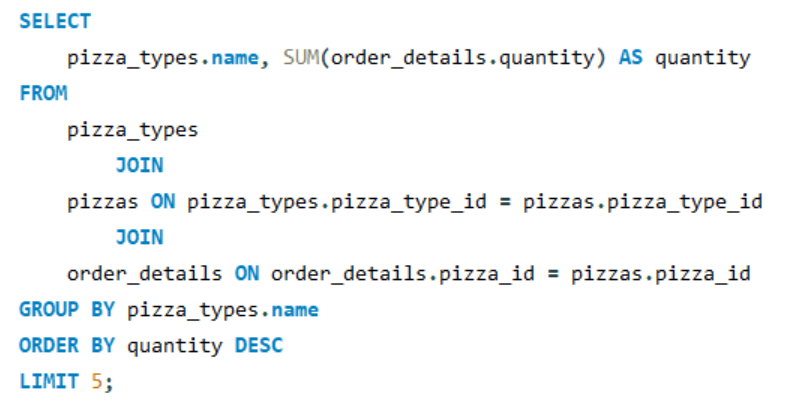 SELECT
pizza_types.name, SUM(order_details.quantity) AS quantity
FROM
pizza_types
JOIN
pizzas ON pizza_types.pizza_type_id = pizzas.pizza_type_id
JOIN
order_details ON order_details.pizza_id = pizzas.pizza_id
GROUP BY pizza_types.name
ORDER BY quantity DESC
LIMIT 5;